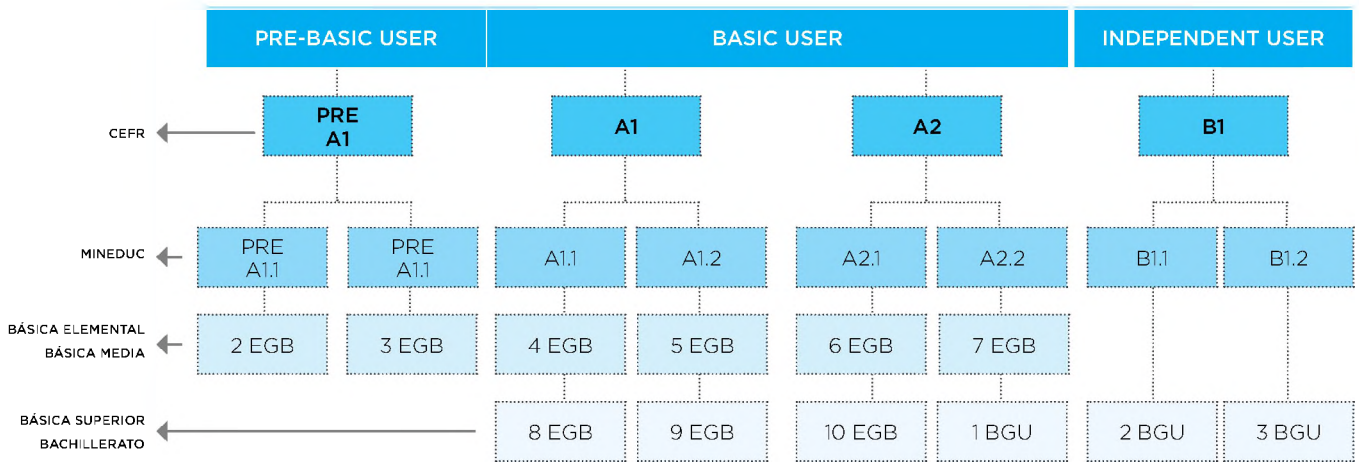 PRE-BASIC USER
BASIC USER
INDEPENDENT USER
CEFR
PRE
A1
A1
A2
B1
MINEDUC
PRE
A1.1
PRE
A1.1
A1.1
A1.2
A2.1
A2.2
B1.1
B1.2
BÁSICA ELEMENTAL
BÁSICA MEDIA
2 EGB
3 EGB
4 EGB
5 EGB
6 EGB
7 EGB
BÁSICA SUPERIOR
BACHILLERATO
8 EGB
9 EGB
10 EGB
1 BGU
2 BGU
3 BGU